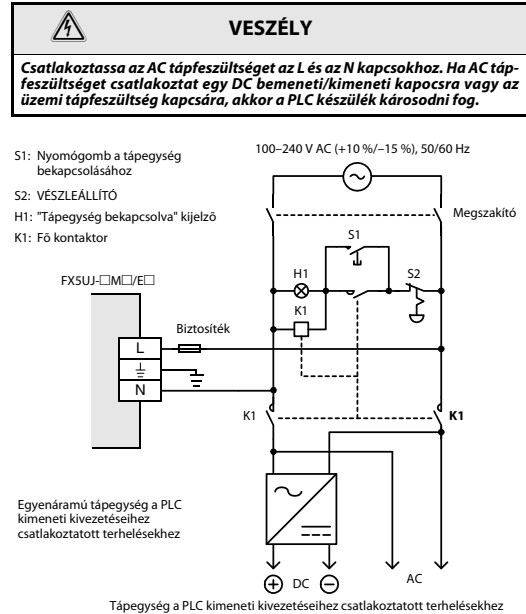 VESZÉLY
Csatlakoztassa az AC tápfeszültséget az L és az N kapcsokhoz. Ha AC táp-
feszültséget csatlakoztat egy DC bemeneti/kimeneti kapocsra vagy az
üzemi tápfeszültség kapcsára, akkor a PLC készülék károsodni fog.
S1: Nyomógomb a tápegység
bekapcsolásához
S2: VÉSZLEÁLLÍTÓ
H1: "Tápegység bekapcsolva" kijelző
K1: Fő kontaktor
100–240 V AC (+10 %/–15 %), 50/60 Hz
Megszakító
S1
H1
S2
K1
FX5UJ-□M□/E□
Biztosíték
L
N
K1
K1
Egyenáramú tápegység a PLC
kimeneti kivezetéseihez
csatlakoztatott terhelésekhez
DC
AC
Tápegység a PLC kimeneti kivezetéseihez csatlakoztatott terhelésekhez